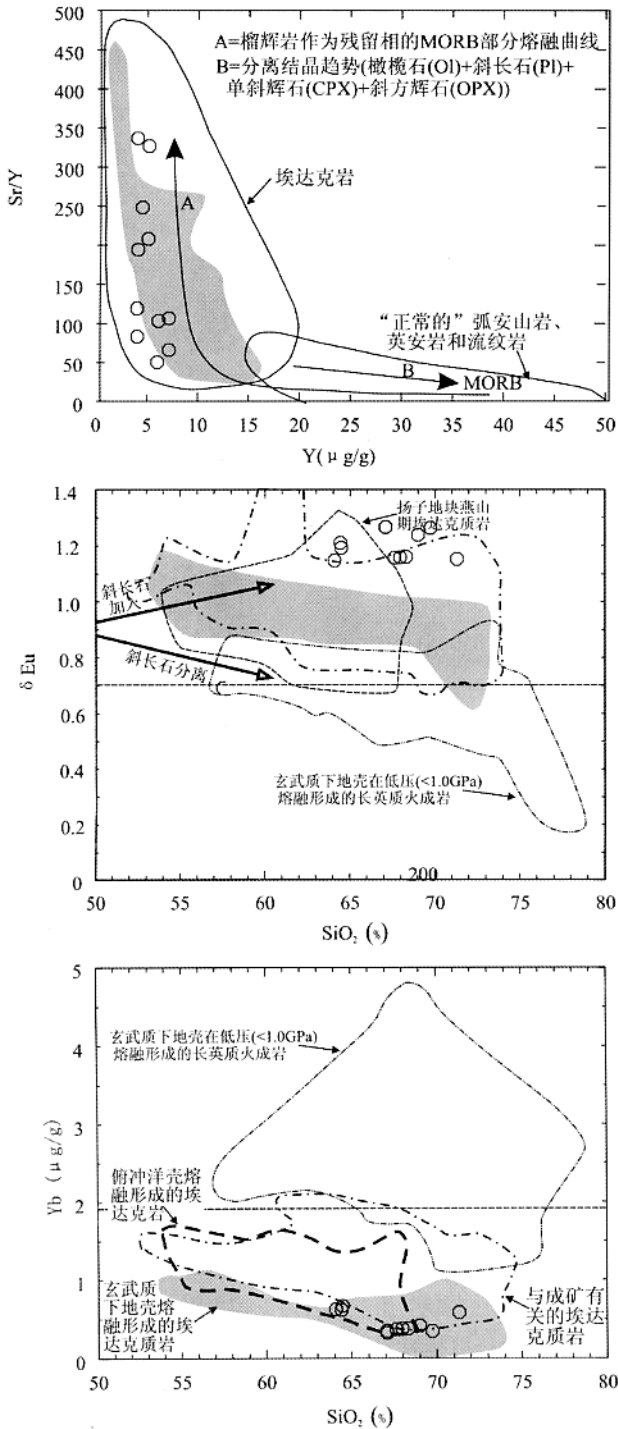 500
450
400
350
300
250
200
150
100
50
0
Sr/Y
A=榴辉岩作为残留相的MORB部分熔融曲线
B=分离结晶趋势(橄榄石(Ol)+斜长石(Pl)+
单斜辉石(CPX)+斜方辉石(OPX))
埃达克岩
A
“正常的”弧安山岩、
英安岩和流纹岩
B
MORB
0 5 10 15 20 25 30 35 40 45 50
Y(μg/g)
1.4
1.2
1.0
0.8
0.6
0.4
0.2
0
δEu
扬子地块燕山
期埃达克质岩
斜长石
加入
斜长石分离
玄武质下地壳在低压(<1.0GPa)
熔融形成的长英质火成岩
200
50 55 60 65 70 75 80
SiO₂(%)
5
4
3
2
1
0
Yb(μg/g)
玄武质下地壳在低压(<1.0GPa)
熔融形成的长英质火成岩
俯冲洋壳熔
融形成的埃
达克岩
玄武质
下地壳熔
融形成的埃
达克质岩
与成矿有
关的埃达
克质岩
50 55 60 65 70 75 80
SiO₂(%)